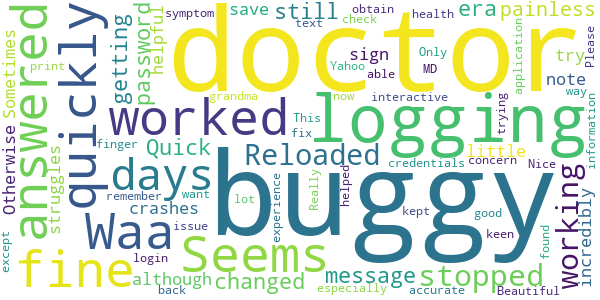 symptom
save
still
era
painless
Sometimes
answered
quickly
getting
password
helpful
doctor
text
check
obtain
health
Yahoo
Only
Please
try
application
sign
able
MD
note
print
grandma
now
interactive
way
worked
logging
This
fix
trying
information
Otherwise
struggles
finger
Quick
Reloaded
little
credentials
concern
Nice
days
buggy
working
incredibly
remember
want
experience
Really
helped
crashes
lot
kept
good
keen
Waa
issue
Seems
found
except
fine
login
although
changed
message
stopped
back
especially
accurate
Beautiful